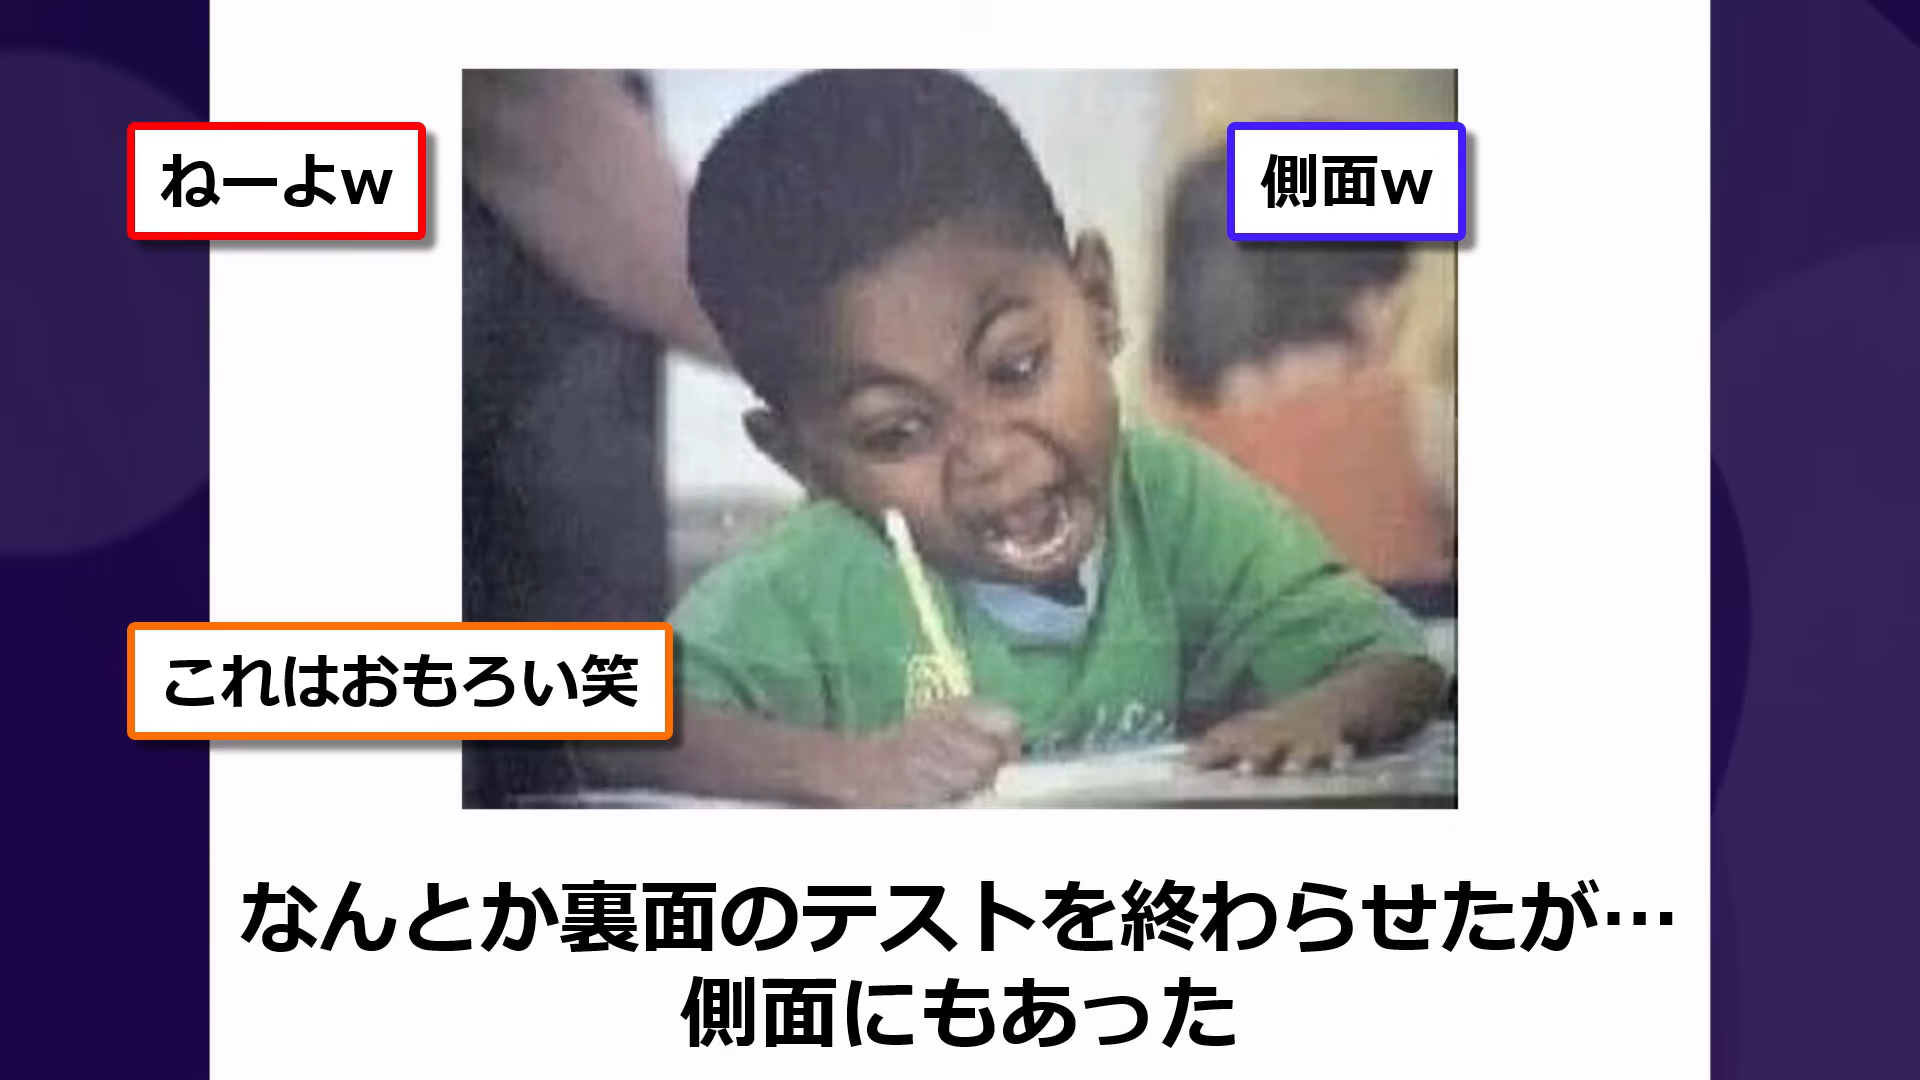 ねーよw
側面w
これはおもろい笑
なんとか裏面のテストを終わらせたが…
側面にもあった